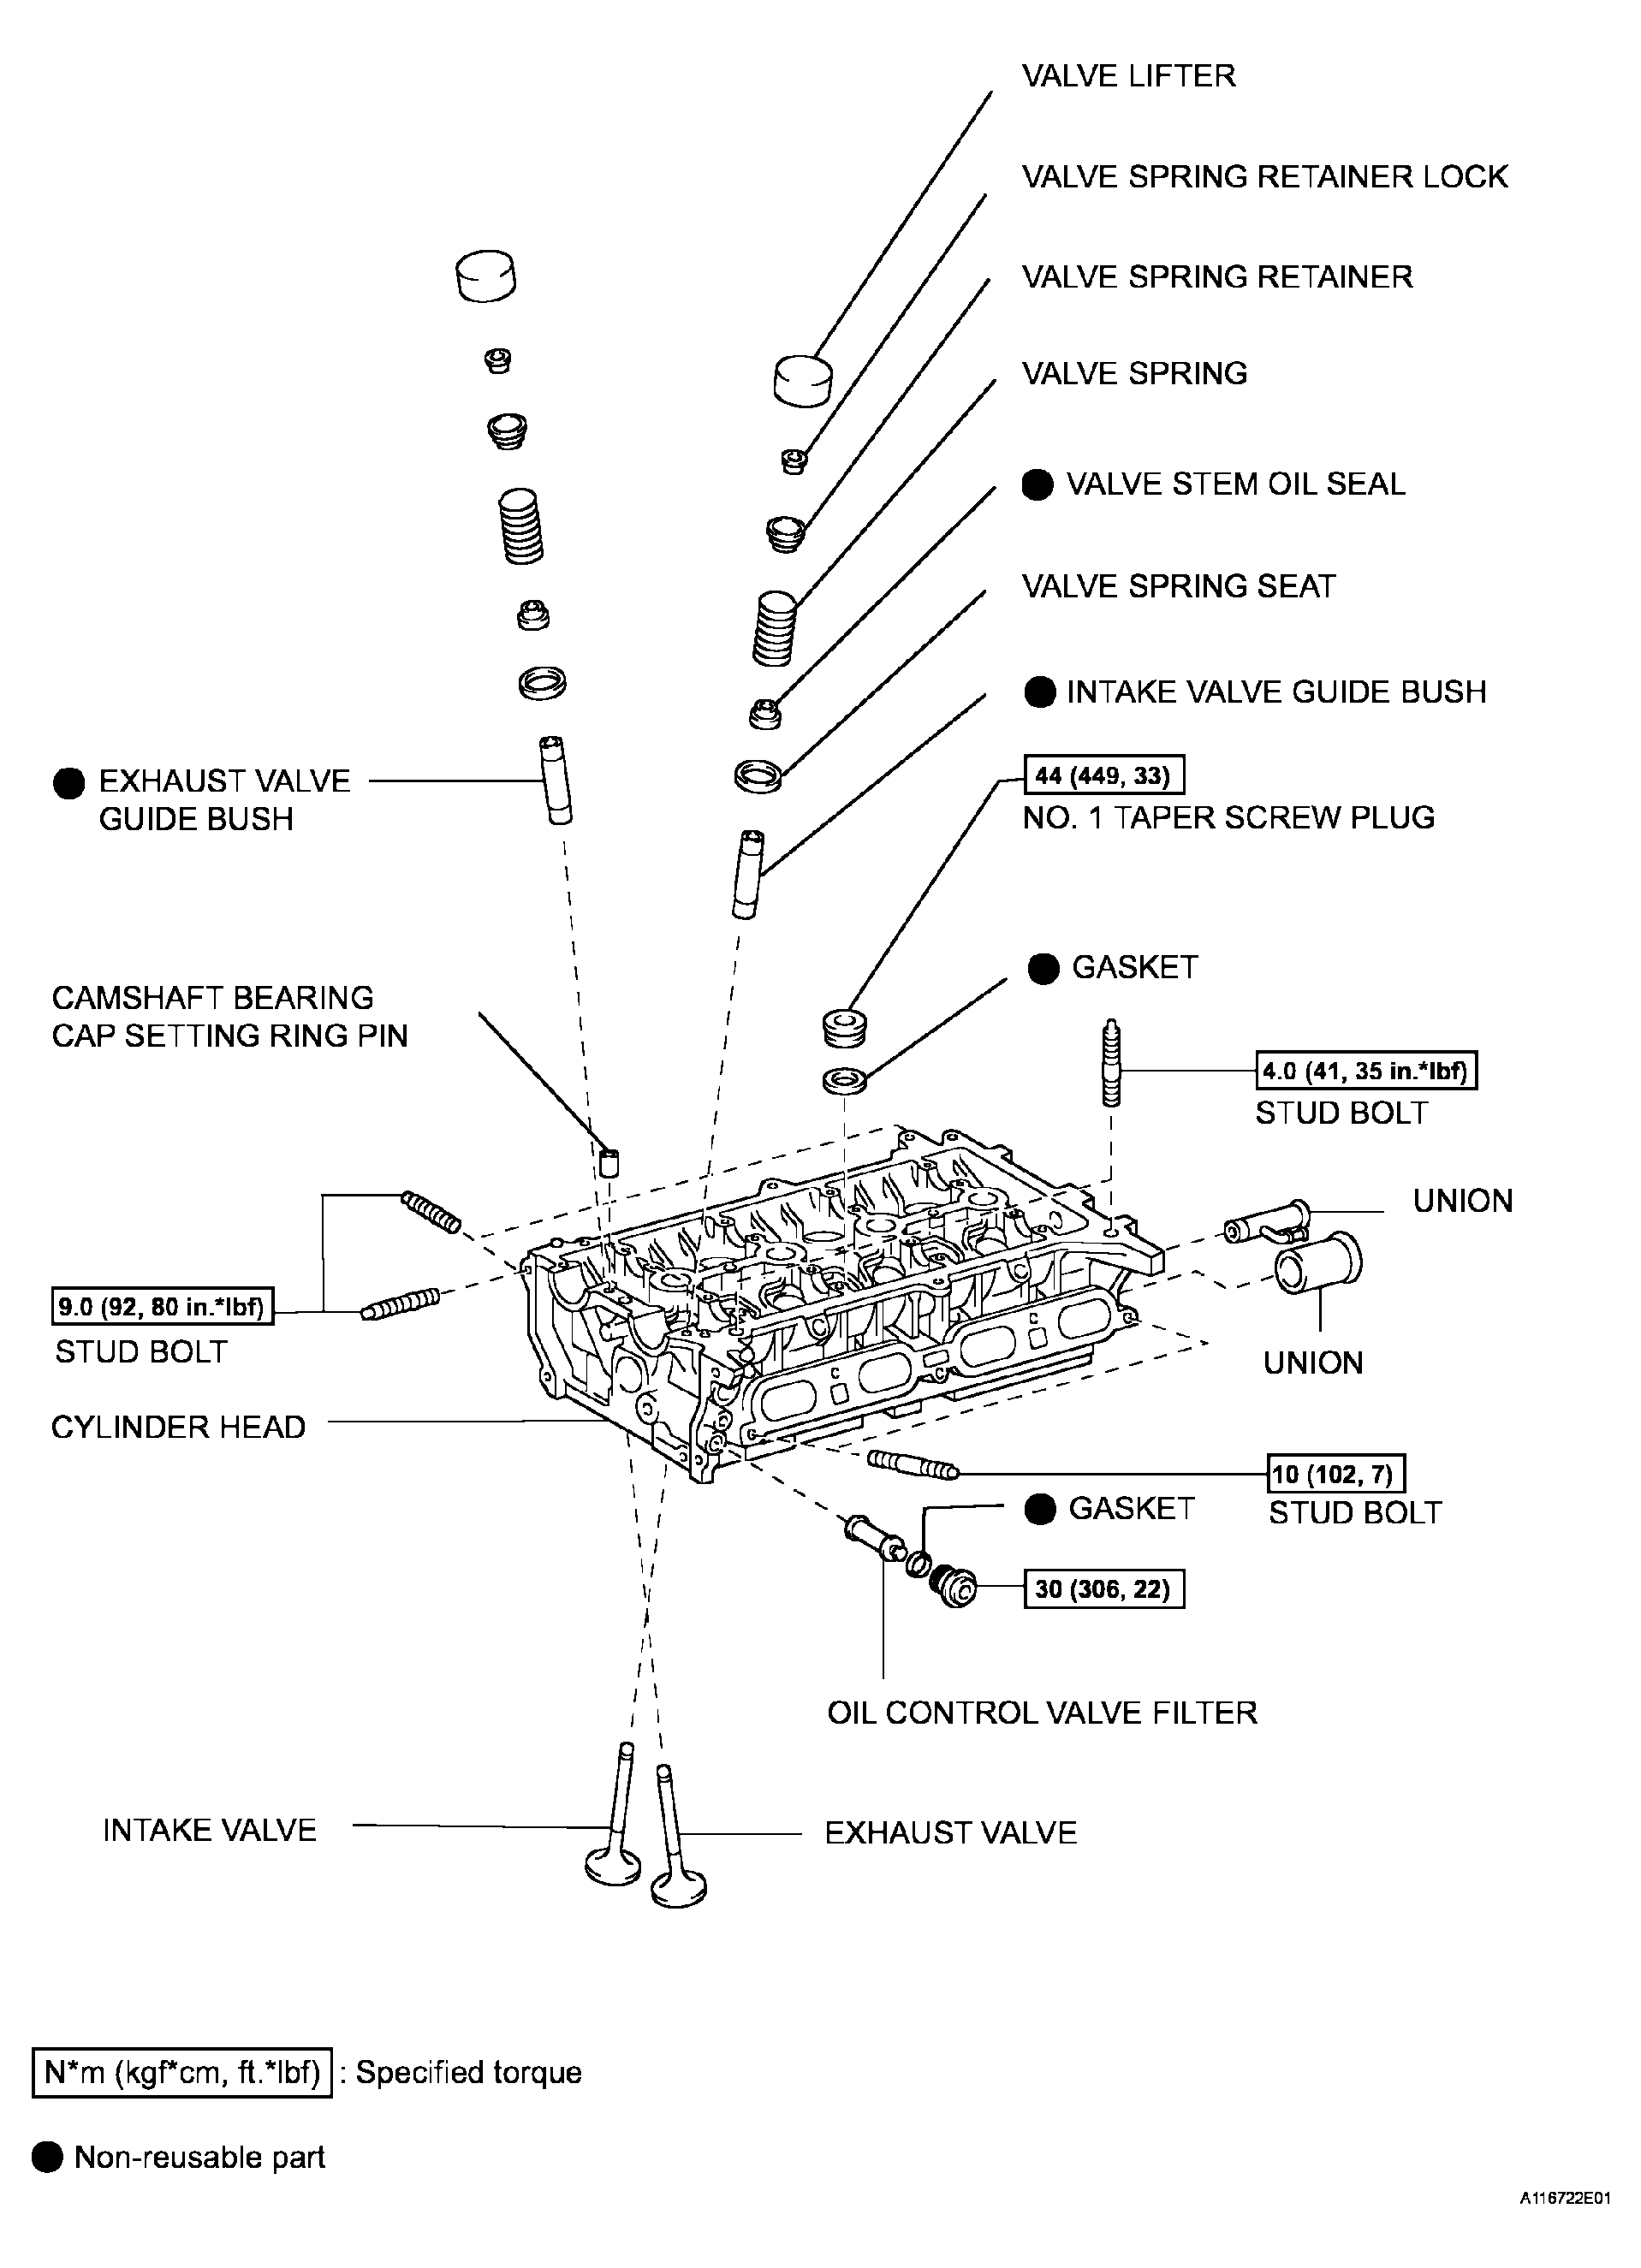 VALVE LIFTER
VALVE SPRING RETAINER LOCK
VALVE SPRING RETAINER
VALVE SPRING
VALVE STEM OIL SEAL
VALVE SPRING SEAT
INTAKE VALVE GUIDE BUSH
EXHAUST VALVE
GUIDE BUSH
44 (449, 33)
NO. 1 TAPER SCREW PLUG
GASKET
CAMSHAFT BEARING
CAP SETTING RING PIN
4.0 (41, 35 in.*lbf)
STUD BOLT
UNION
9.0 (92, 80 in.*lbf)
STUD BOLT
UNION
CYLINDER HEAD
10 (102, 7)
STUD BOLT
GASKET
30 (306, 22)
OIL CONTROL VALVE FILTER
INTAKE VALVE
EXHAUST VALVE
N*m (kgf*cm, ft.*lbf) : Specified torque
Non-reusable part
A116722E01